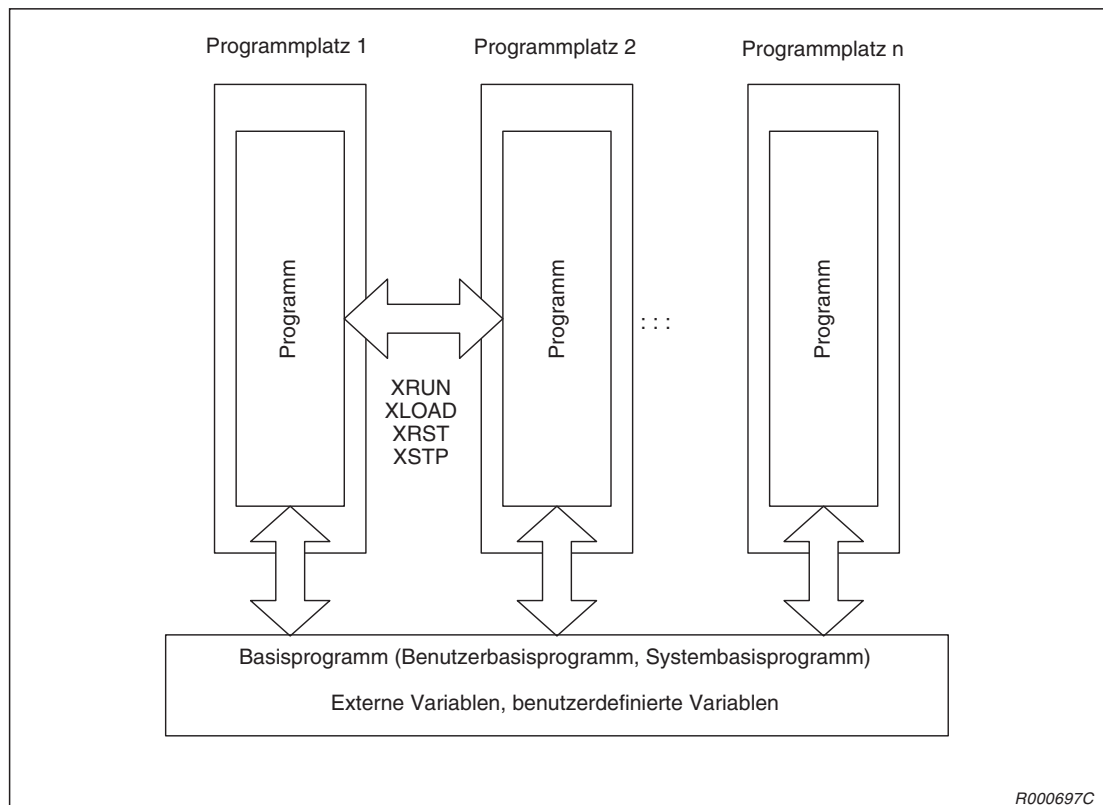 Programmplatz 1
Programmplatz 2
Programmplatz n
Programm
Programm
Programm
: : :
XRUN
XLOAD
XRST
XSTP
Basisprogramm (Benutzerbasisprogramm, Systembasisprogramm)
Externe Variablen, benutzerdefinierte Variablen
R000697C